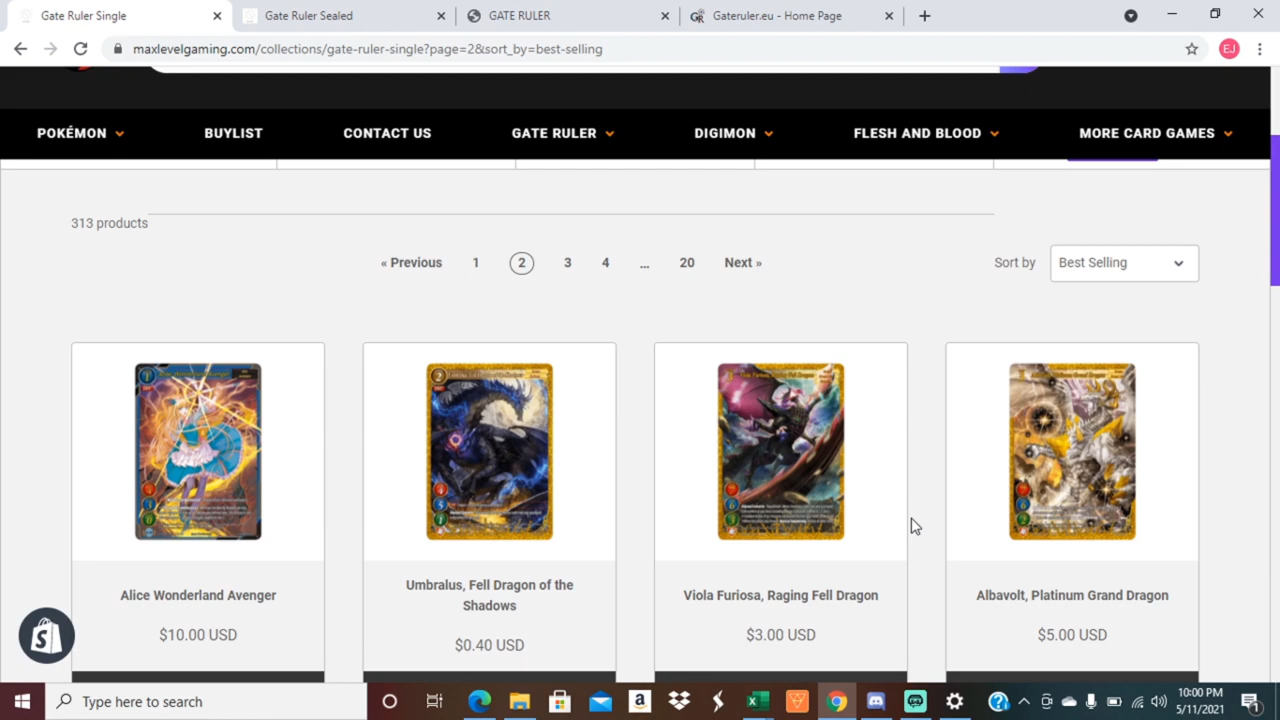 Gate Ruler Single
Gate Ruler Sealed
GATE RULER
Gateruler.eu - Home Page
maxlevelgaming.com/collections/gate-ruler-single?page=2&sort_by=best-selling
EJ
POKÉMON
BUYLIST
CONTACT US
GATE RULER
DIGIMON
FLESH AND BLOOD
MORE CARD GAMES
313 products
« Previous
1
2
3
4
...
20
Next »
Sort by
Best Selling
Alice Wonderland Avenger
$10.00 USD
Umbralus, Fell Dragon of the
Shadows
$0.40 USD
Viola Furiosa, Raging Fell Dragon
$3.00 USD
Albavolt, Platinum Grand Dragon
$5.00 USD
Type here to search
10:00 PM
5/11/2021
1